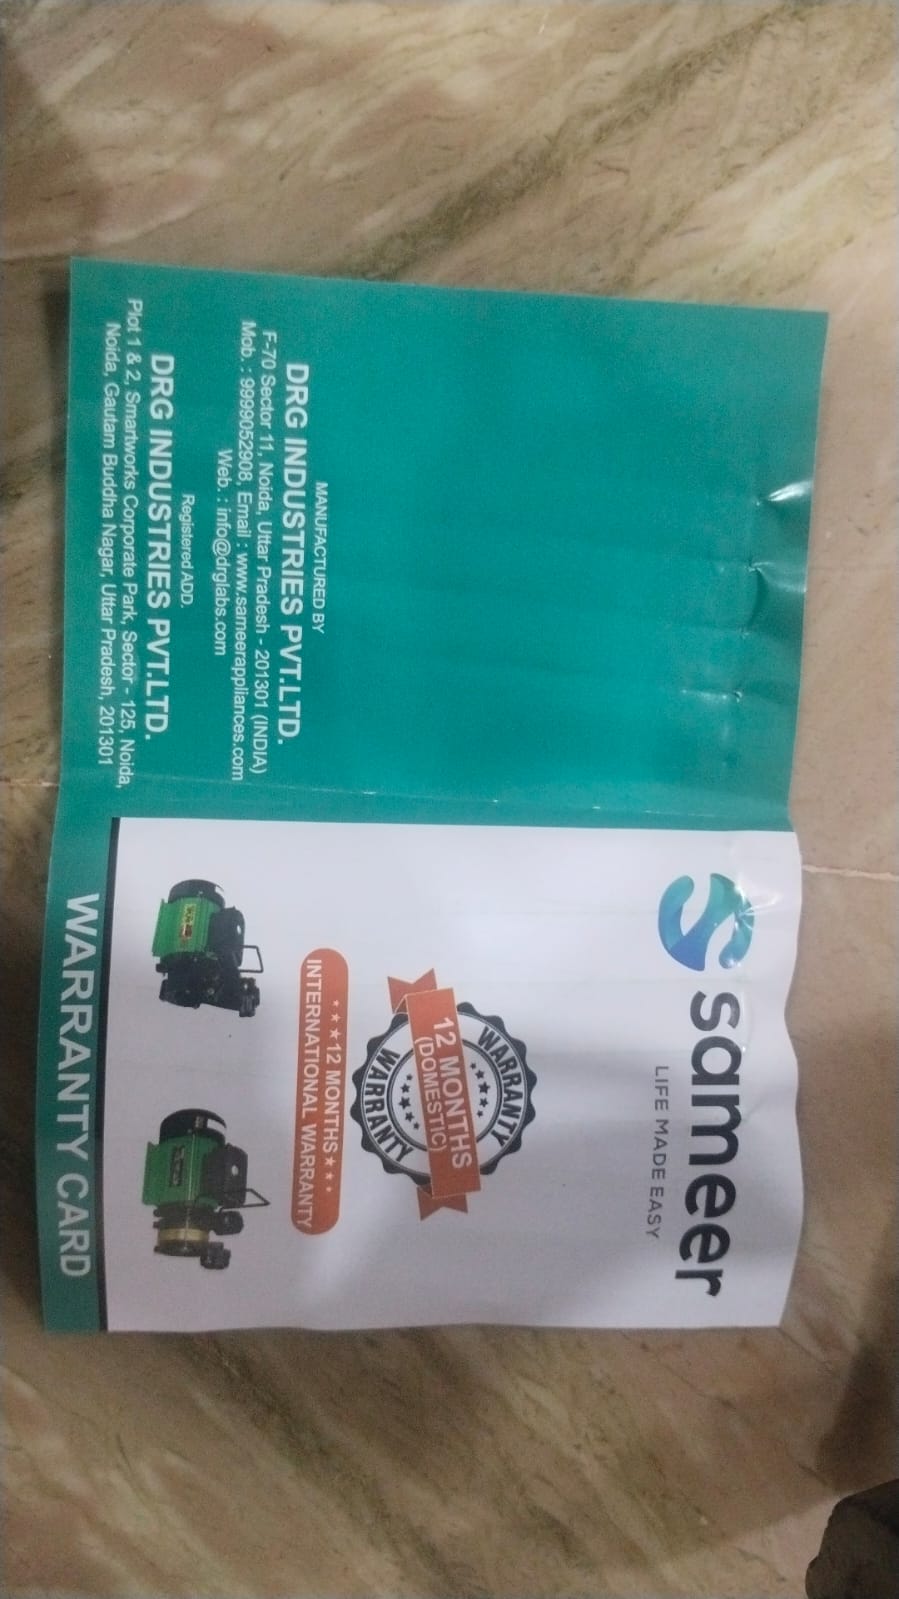 MANUFACTURED BY
DRG INDUSTRIES PVT.LTD.
F-70 Sector 11, Noida, Uttar Pradesh - 201301 (INDIA)
Mob. : 9999052908, Email : www.sameerappliances.com
Web. : info@drglabs.com
Registered ADD.
DRG INDUSTRIES PVT.LTD.
Plot 1 & 2, Smartworks Corporate Park, Sector - 125, Noida,
Noida, Gautam Buddha Nagar, Uttar Pradesh, 201301
sameer
LIFE MADE EASY
WARRANTY
12 MONTHS
(DOMESTIC)
WARRANTY
***12 MONTHS***
INTERNATIONAL WARRANTY
WARRANTY CARD